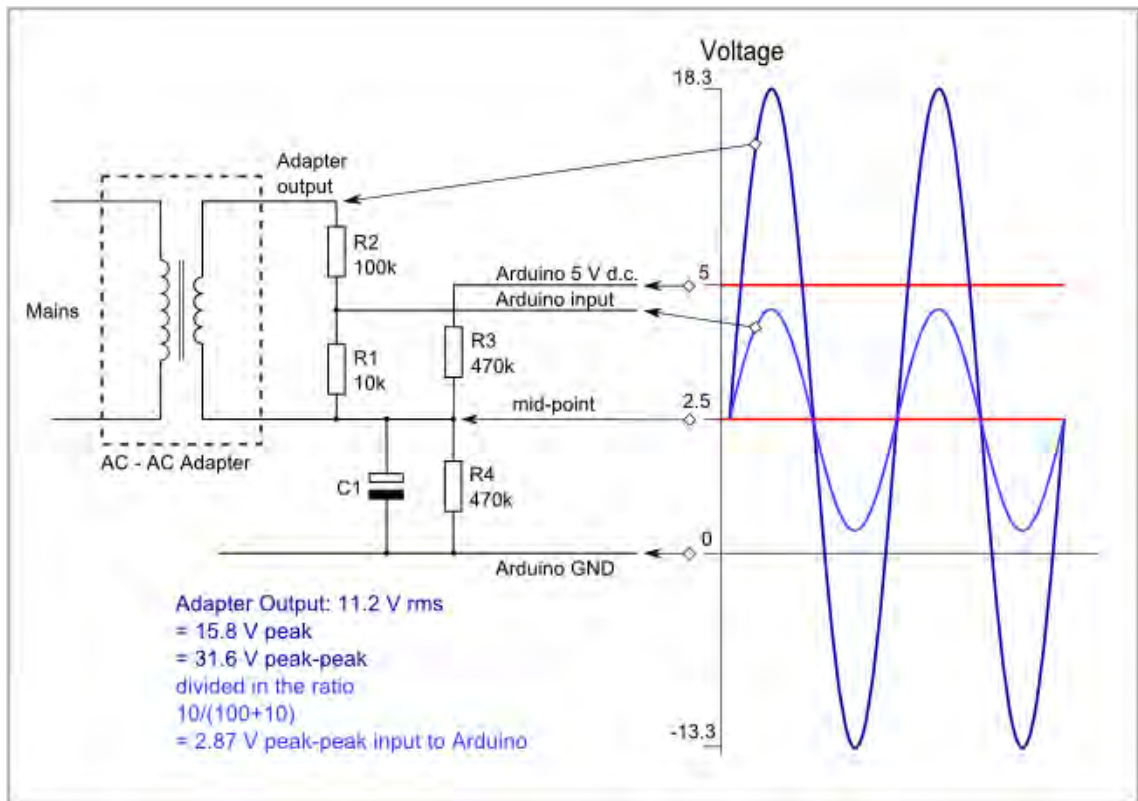 Voltage
18.3
Adapter
output
R2
100k
Arduino 5 V d.c.
5
Arduino input
Mains
R1
10k
R3
470k
mid-point
2.5
AC - AC Adapter
C1
R4
470k
0
Arduino GND
Adapter Output: 11.2 V rms
= 15.8 V peak
= 31.6 V peak-peak
divided in the ratio
10/(100+10)
= 2.87 V peak-peak input to Arduino
-13.3